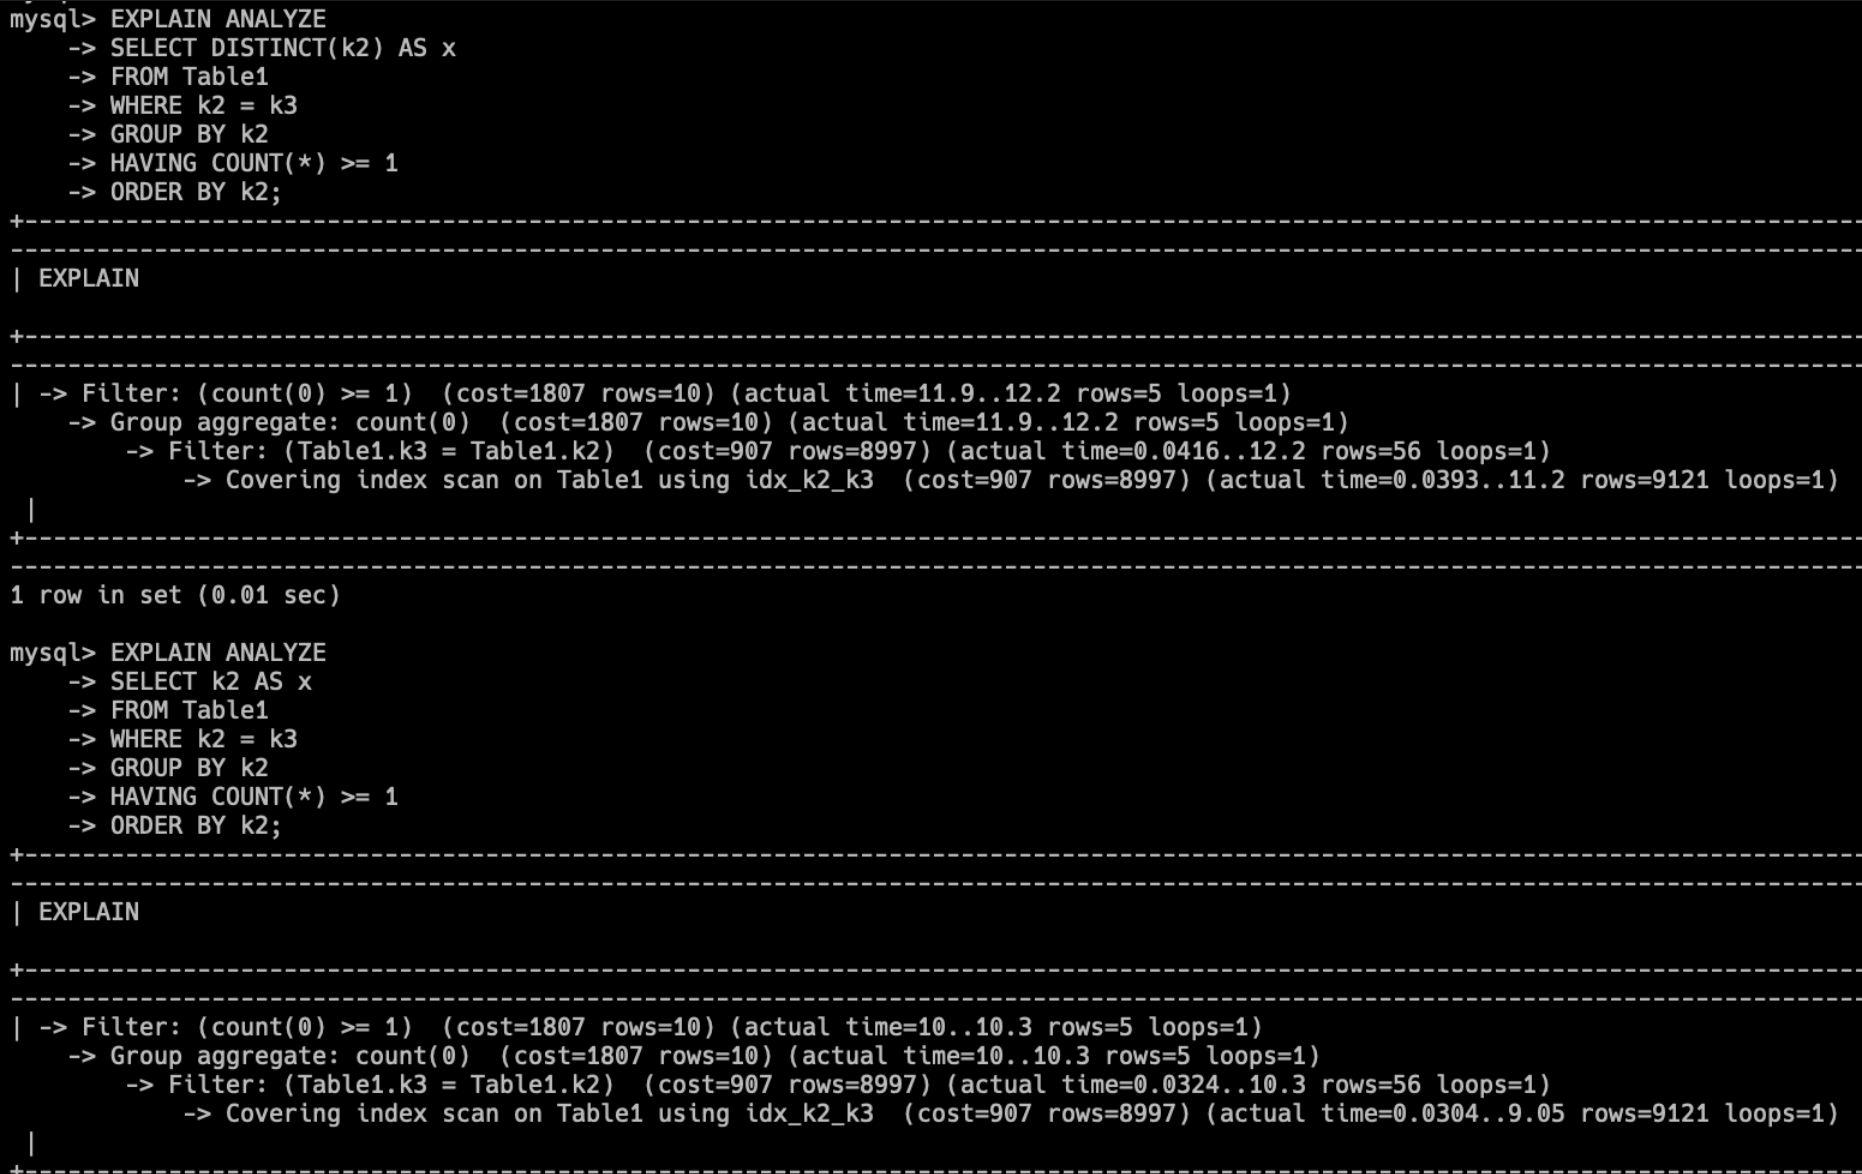 mysql> EXPLAIN ANALYZE
    -> SELECT DISTINCT(k2) AS x
    -> FROM Table1
    -> WHERE k2 = k3
    -> GROUP BY k2
    -> HAVING COUNT(*) >= 1
    -> ORDER BY k2;
| EXPLAIN
| -> Filter: (count(0) >= 1)  (cost=1807 rows=10) (actual time=11.9..12.2 rows=5 loops=1)
    -> Group aggregate: count(0)  (cost=1807 rows=10) (actual time=11.9..12.2 rows=5 loops=1)
        -> Filter: (Table1.k3 = Table1.k2)  (cost=907 rows=8997) (actual time=0.0416..12.2 rows=56 loops=1)
            -> Covering index scan on Table1 using idx_k2_k3  (cost=907 rows=8997) (actual time=0.0393..11.2 rows=9121 loops=1)
 |
1 row in set (0.01 sec)
mysql> EXPLAIN ANALYZE
    -> SELECT k2 AS x
    -> FROM Table1
    -> WHERE k2 = k3
    -> GROUP BY k2
    -> HAVING COUNT(*) >= 1
    -> ORDER BY k2;
| EXPLAIN
| -> Filter: (count(0) >= 1)  (cost=1807 rows=10) (actual time=10..10.3 rows=5 loops=1)
    -> Group aggregate: count(0)  (cost=1807 rows=10) (actual time=10..10.3 rows=5 loops=1)
        -> Filter: (Table1.k3 = Table1.k2)  (cost=907 rows=8997) (actual time=0.0324..10.3 rows=56 loops=1)
            -> Covering index scan on Table1 using idx_k2_k3  (cost=907 rows=8997) (actual time=0.0304..9.05 rows=9121 loops=1)
 |